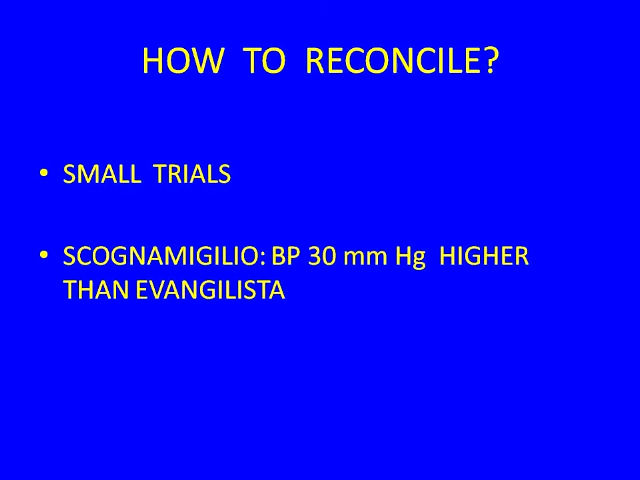 HOW TO RECONCILE?
• SMALL TRIALS
• SCOGNAMIGILIO: BP 30 mm Hg HIGHER
THAN EVANGILISTA